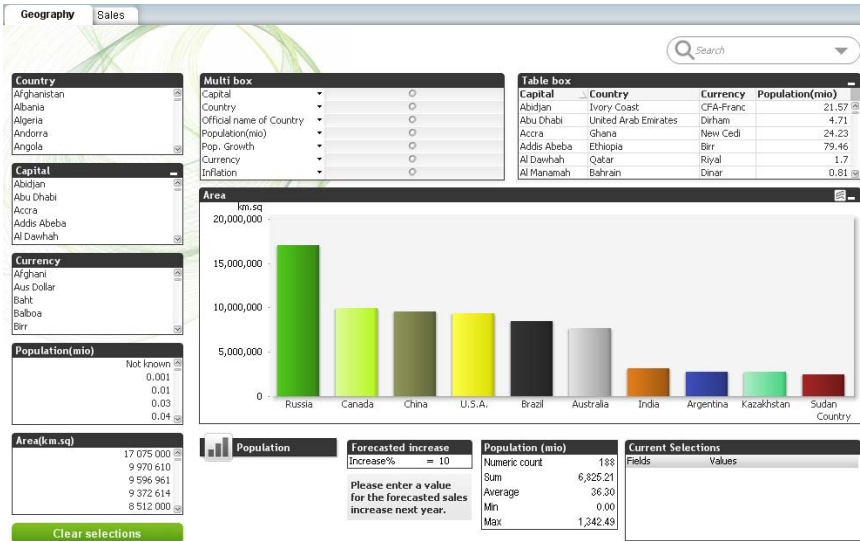 Geography Sales
Search
Country
Afghanistan
Albania
Algeria
Andorra
Angola
Capital
Abidjan
Abu Dhabi
Accra
Addis Abeba
Al Dawhah
Currency
Afghani
Aus Dollar
Baht
Balboa
Birr
Population(mio)
Not known
0.001
0.01
0.03
0.04
Area(km.sq)
17 075 000
9 970 610
9 596 961
9 372 614
8 512 000
Clear selections
Multi box
Capital
Country
Official name of Country
Population(mio)
Pop. Growth
Currency
Inflation
Table box
Capital Country Currency Population(mio)
Abidjan Ivory Coast CFA-Franc 21.57
Abu Dhabi United Arab Emirates Dirham 4.71
Accra Ghana New Cedi 24.23
Addis Abeba Ethiopia Birr 79.46
Al Dawhah Qatar Riyal 1.7
Al Manamah Bahrain Dinar 0.81
Area
km.sq
20,000,000
15,000,000
10,000,000
5,000,000
0
Russia Canada China U.S.A. Brazil Australia India Argentina Kazakhstan Sudan
Country
Population
Forecasted increase
Increase% = 10
Please enter a value
for the forecasted sales
increase next year.
Population (mio)
Numeric count 188
Sum 6,825.21
Average 36.30
Min 0.00
Max 1,342.49
Current Selections
Fields Values